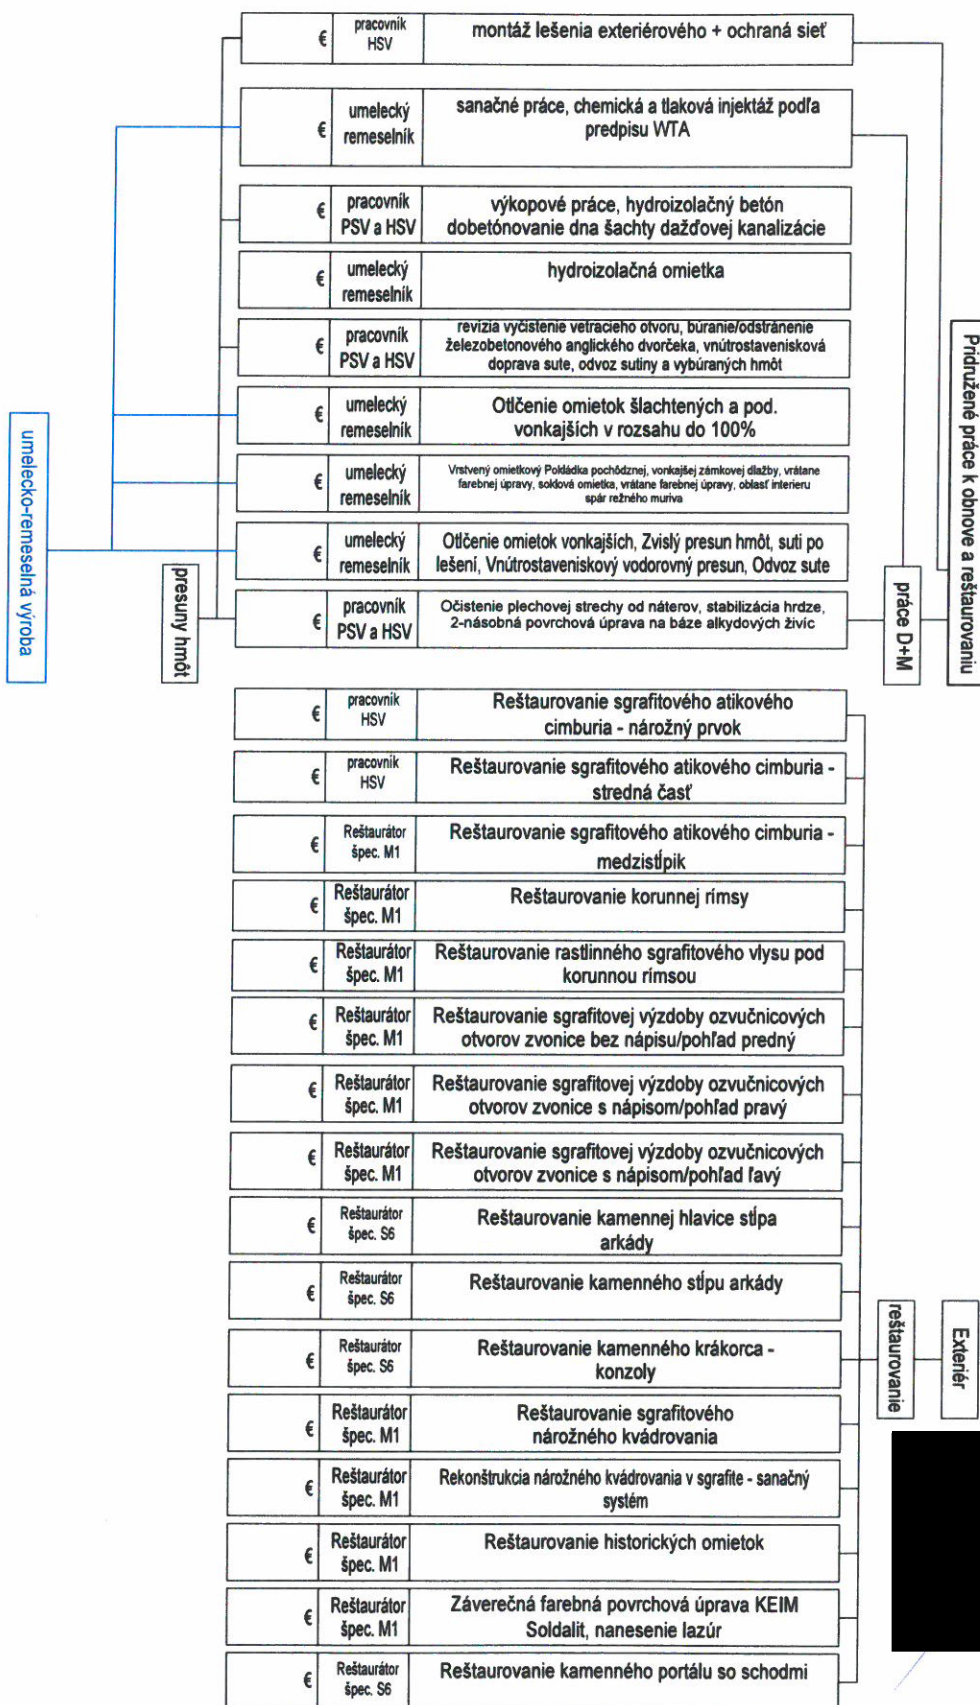 montáž lešenia exteriérového + ochraná sieť
pracovník
HSV
€
sanačné práce, chemická a tlaková injektáž podľa
predpisu WTA
umelecký
remeselník
€
výkopové práce, hydroizolačný betón
dobetónovanie dna šachty dažďovej kanalizácie
pracovník
PSV a HSV
€
hydroizolačná omietka
umelecký
remeselník
€
revízia vyčistenie vetracieho otvoru, búranie/odstránenie
železobetonového anglického dvorčeka, vnútrostavenisková
doprava sute, odvoz sutiny a vybúraných hmôt
pracovník
PSV a HSV
€
Otlčenie omietok šlachtených a pod.
vonkajších v rozsahu do 100%
umelecký
remeselník
€
Vrstvený omietkový Pokládka pochôdznej, vonkajšej zámkovej dlažby, vrátane
farebnej úpravy, soklová omietka, vrátane farebnej úpravy, oblasť interieru
spár režného muriva
umelecký
remeselník
€
Otlčenie omietok vonkajších, Zvislý presun hmôt, suti po
lešení, Vnútrostaveniskový vodorovný presun, Odvoz sute
umelecký
remeselník
€
Očistenie plechovej strechy od náterov, stabilizácia hrdze,
2-násobná povrchová úprava na báze alkydových živíc
pracovník
PSV a HSV
€
Pridružené práce k obnove a reštaurovaniu
práce D+M
presuny hmôt
umelecko-remeselná výroba
Reštaurovanie sgrafitového atikového
cimburia - nárožný prvok
pracovník
HSV
€
Reštaurovanie sgrafitového atikového cimburia -
stredná časť
pracovník
HSV
€
Reštaurovanie sgrafitového atikového cimburia -
medzistĺpik
Reštaurátor
špec. M1
€
Reštaurovanie korunnej rímsy
Reštaurátor
špec. M1
€
Reštaurovanie rastlinného sgrafitového vlysu pod
korunnou rímsou
Reštaurátor
špec. M1
€
Reštaurovanie sgrafitovej výzdoby ozvučnicových
otvorov zvonice bez nápisu/pohľad predný
Reštaurátor
špec. M1
€
Reštaurovanie sgrafitovej výzdoby ozvučnicových
otvorov zvonice s nápisom/pohľad pravý
Reštaurátor
špec. M1
€
Reštaurovanie sgrafitovej výzdoby ozvučnicových
otvorov zvonice s nápisom/pohľad ľavý
Reštaurátor
špec. M1
€
Reštaurovanie kamennej hlavice stĺpa
arkády
Reštaurátor
špec. S6
€
Reštaurovanie kamenného stĺpu arkády
Reštaurátor
špec. S6
€
Reštaurovanie kamenného krákorca -
konzoly
Reštaurátor
špec. S6
€
Reštaurovanie sgrafitového
nárožného kvádrovania
Reštaurátor
špec. M1
€
Rekonštrukcia nárožného kvádrovania v sgrafite - sanačný
systém
Reštaurátor
špec. M1
€
Reštaurovanie historických omietok
Reštaurátor
špec. M1
€
Záverečná farebná povrchová úprava KEIM
Soldalit, nanesenie lazúr
Reštaurátor
špec. M1
€
Reštaurovanie kamenného portálu so schodmi
Reštaurátor
špec. S6
€
Exteriér
reštaurovanie